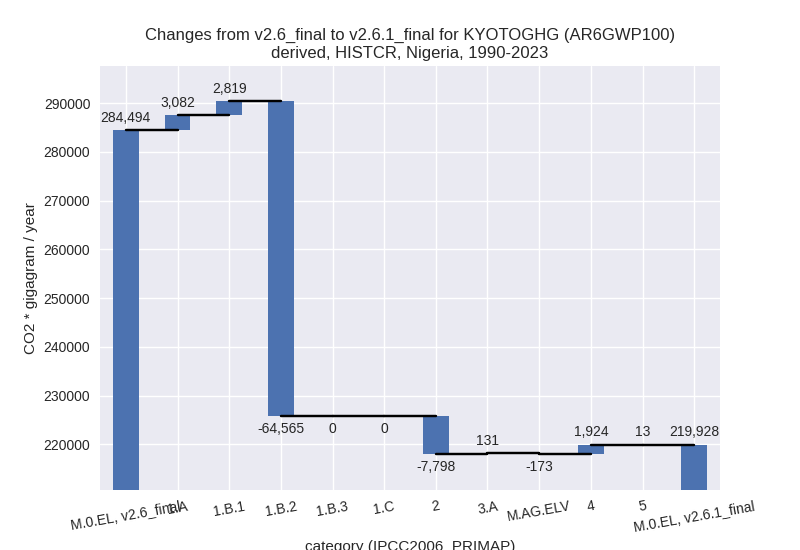 Changes from v2.6_final to v2.6.1_final for KYOTOGHG (AR6GWP100)
derived, HISTCR, Nigeria, 1990-2023
CO2 * gigagram / year
290000
280000
270000
260000
250000
240000
230000
220000
284,494
3,082
2,819
-64,565
0
0
-7,798
131
-173
1,924
13
219,928
M.0.EL, v2.6_final
1.A
1.B.1
1.B.2
1.B.3
1.C
2
3.A
M.AG.ELV
4
5
M.0.EL, v2.6.1_final
category (IPCC2006_PRIMAP)